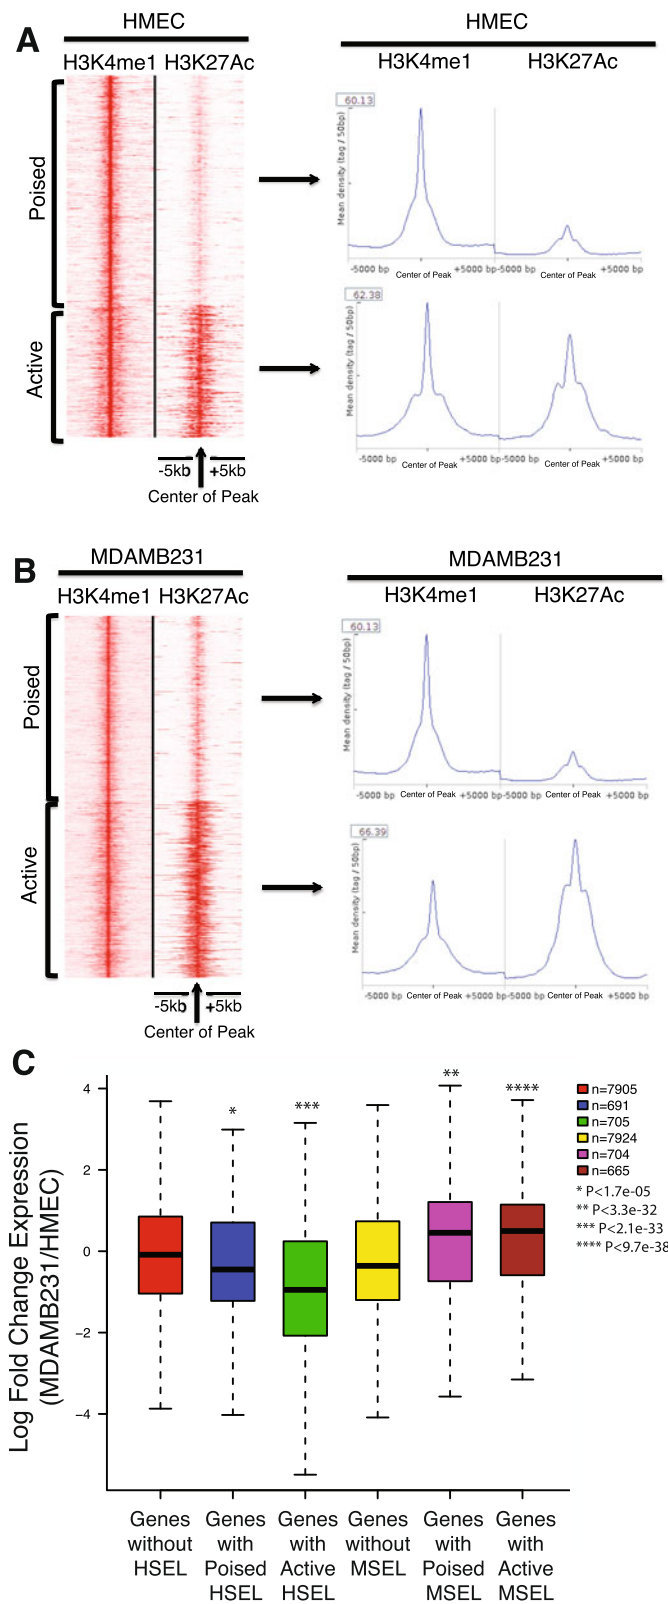 A
HMEC
H3K4me1 H3K27Ac
Poised
Active
-5kb +5kb
Center of Peak
HMEC
H3K4me1 H3K27Ac
60.13
Mean density (tag / 50bp)
-5000 bp Center of Peak +5000 bp -5000 bp Center of Peak +5000 bp
62.38
Mean density (tag / 50bp)
-5000 bp Center of Peak +5000 bp -5000 bp Center of Peak +5000 bp
B
MDAMB231
H3K4me1 H3K27Ac
Poised
Active
-5kb +5kb
Center of Peak
MDAMB231
H3K4me1 H3K27Ac
60.13
Mean density (tag / 50bp)
-5000 bp Center of Peak +5000 bp -5000 bp Center of Peak +5000 bp
66.39
Mean density (tag / 50bp)
-5000 bp Center of Peak +5000 bp -5000 bp Center of Peak +5000 bp
C
Log Fold Change Expression
(MDAMB231/HMEC)
4
2
0
−2
−4
*
***
**
****
n=7905
n=691
n=705
n=7924
n=704
n=665
* P<1.7e-05
** P<3.3e-32
*** P<2.1e-33
**** P<9.7e-38
Genes
without
HSEL
Genes
with
Poised
HSEL
Genes
with
Active
HSEL
Genes
without
MSEL
Genes
with
Poised
MSEL
Genes
with
Active
MSEL